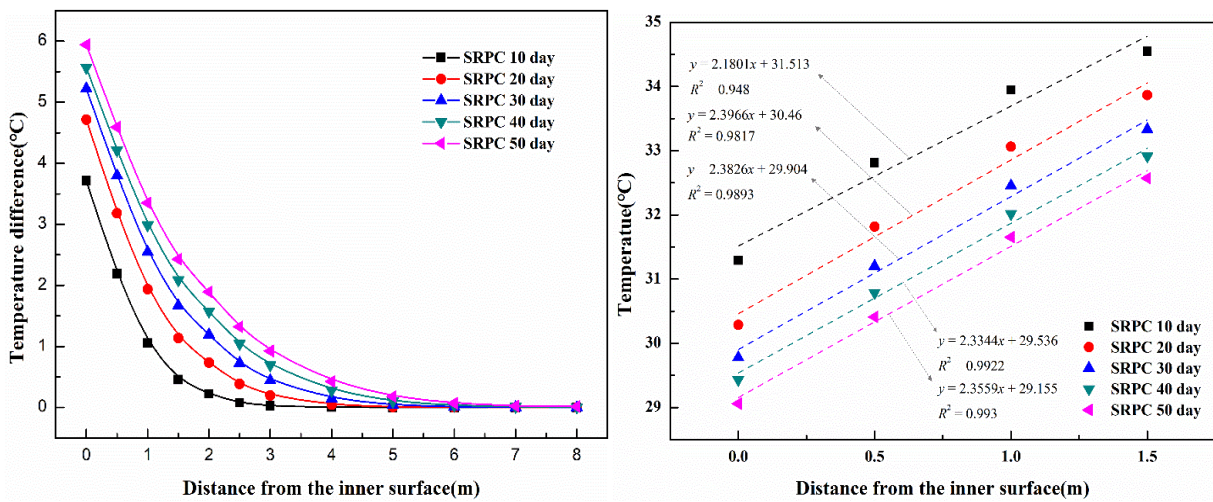 6
5
4
3
2
1
0
Temperature difference(°C)
SRPC 10 day
SRPC 20 day
SRPC 30 day
SRPC 40 day
SRPC 50 day
0 1 2 3 4 5 6 7 8
Distance from the inner surface(m)
35
34
33
32
31
30
29
Temperatue(°C)
y = 2.1801x + 31.513
R² 0.948
y = 2.3966x + 30.46
R² = 0.9817
y 2.3826x + 29.904
R² = 0.9893
y = 2.3344x + 29.536
R² 0.9922
y = 2.3559x + 29.155
R² = 0.993
SRPC 10 day
SRPC 20 day
SRPC 30 day
SRPC 40 day
SRPC 50 day
0.0 0.5 1.0 1.5
Distance from the inner surface(m)